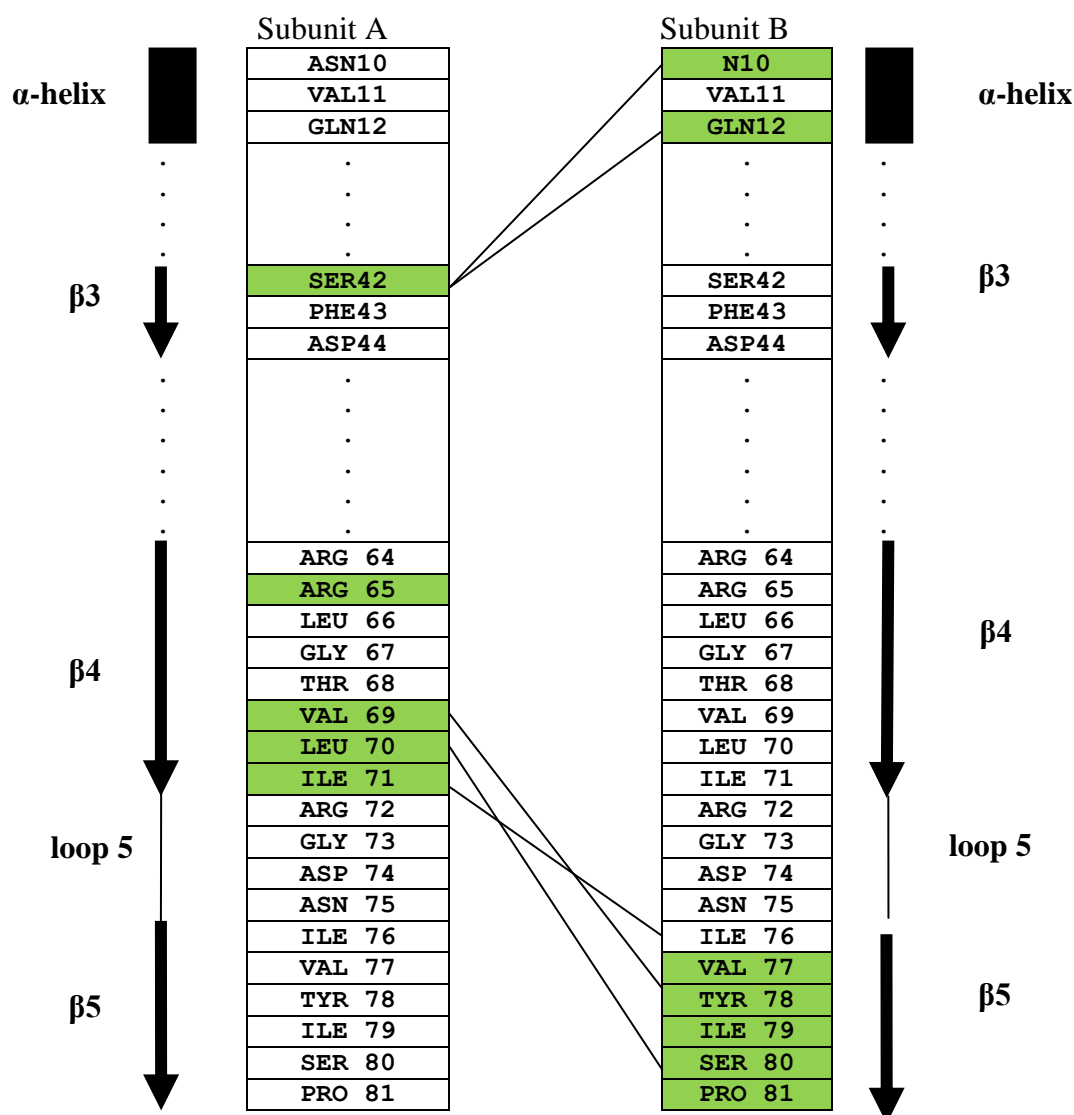 Subunit A Subunit B
ASN10 N10
α-helix VAL11 VAL11 α-helix
GLN12 GLN12
SER42 SER42
β3 PHE43 PHE43 β3
ASP44 ASP44
ARG 64 ARG 64
ARG 65 ARG 65
LEU 66 LEU 66
GLY 67 GLY 67 β4
β4 THR 68 THR 68
VAL 69 VAL 69
LEU 70 LEU 70
ILE 71 ILE 71
ARG 72 ARG 72
loop 5 GLY 73 GLY 73 loop 5
ASP 74 ASP 74
ASN 75 ASN 75
ILE 76 ILE 76
VAL 77 VAL 77
β5 TYR 78 TYR 78 β5
ILE 79 ILE 79
SER 80 SER 80
PRO 81 PRO 81